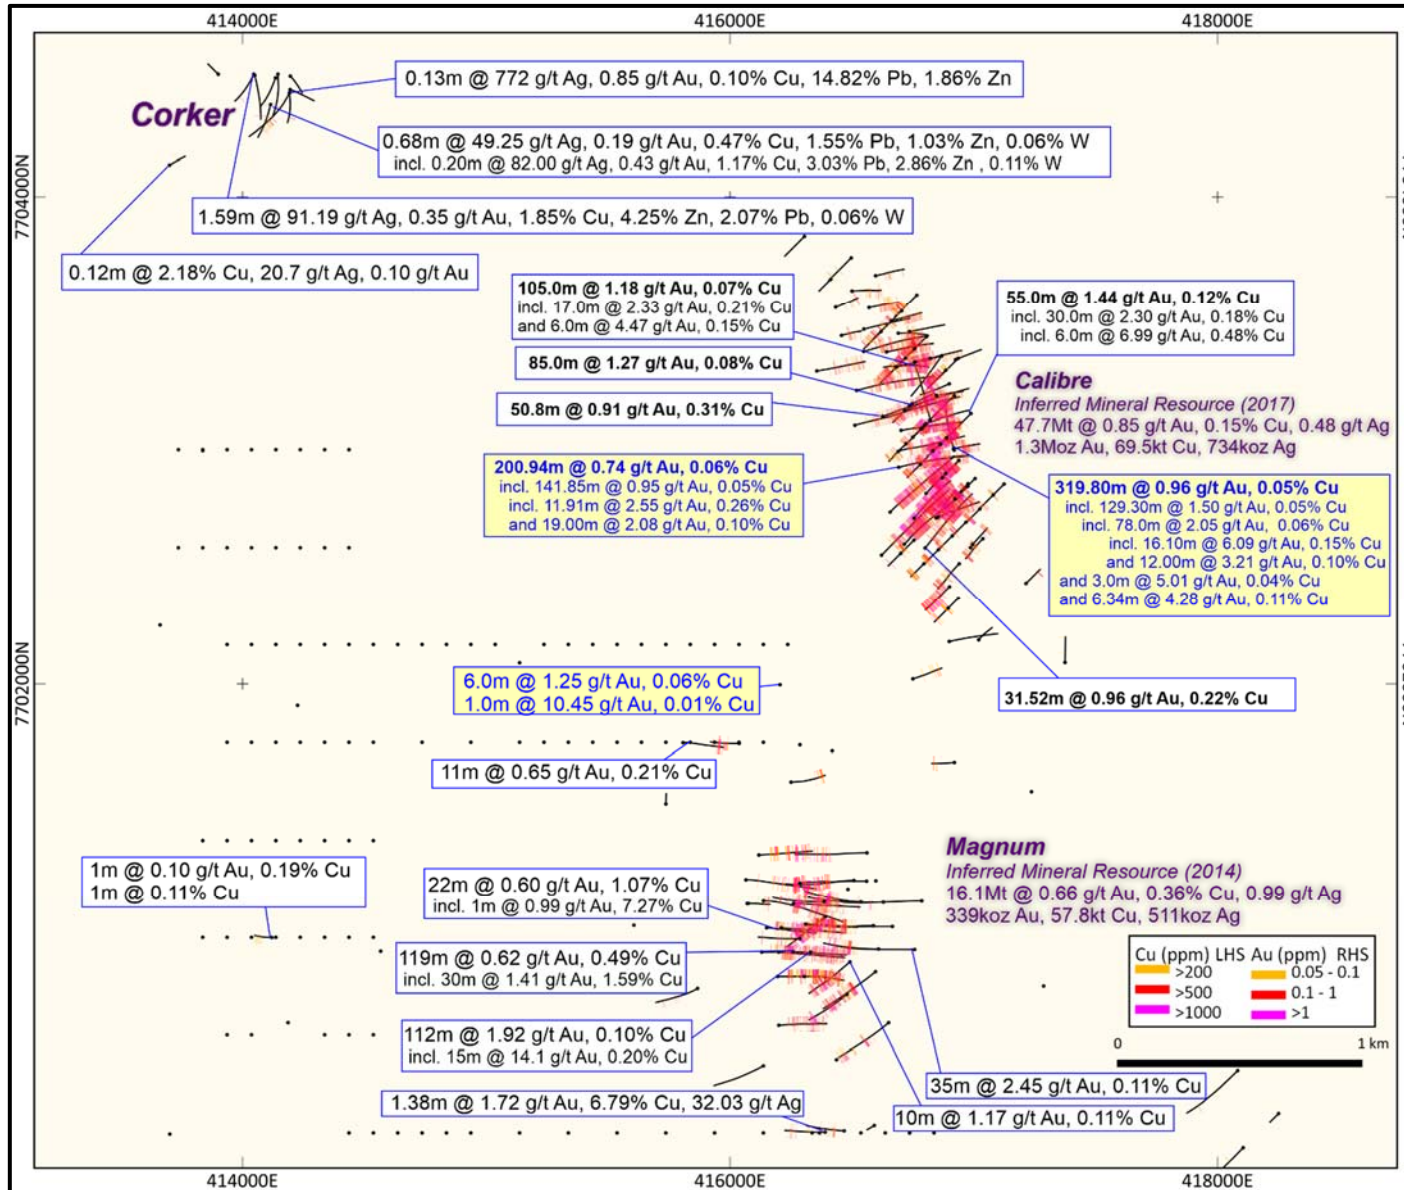 414000E
416000E
418000E
0.13m @ 772 g/t Ag, 0.85 g/t Au, 0.10% Cu, 14.82% Pb, 1.86% Zn
Corker
0.68m @ 49.25 g/t Ag, 0.19 g/t Au, 0.47% Cu, 1.55% Pb, 1.03% Zn, 0.06% W
incl. 0.20m @ 82.00 g/t Ag, 0.43 g/t Au, 1.17% Cu, 3.03% Pb, 2.86% Zn , 0.11% W
7704000N
1.59m @ 91.19 g/t Ag, 0.35 g/t Au, 1.85% Cu, 4.25% Zn, 2.07% Pb, 0.06% W
0.12m @ 2.18% Cu, 20.7 g/t Ag, 0.10 g/t Au
105.0m @ 1.18 g/t Au, 0.07% Cu
incl. 17.0m @ 2.33 g/t Au, 0.21% Cu
and 6.0m @ 4.47 g/t Au, 0.15% Cu
55.0m @ 1.44 g/t Au, 0.12% Cu
incl. 30.0m @ 2.30 g/t Au, 0.18% Cu
incl. 6.0m @ 6.99 g/t Au, 0.48% Cu
85.0m @ 1.27 g/t Au, 0.08% Cu
50.8m @ 0.91 g/t Au, 0.31% Cu
Calibre
Inferred Mineral Resource (2017)
47.7Mt @ 0.85 g/t Au, 0.15% Cu, 0.48 g/t Ag
1.3Moz Au, 69.5kt Cu, 734koz Ag
200.94m @ 0.74 g/t Au, 0.06% Cu
incl. 141.85m @ 0.95 g/t Au, 0.05% Cu
incl. 11.91m @ 2.55 g/t Au, 0.26% Cu
and 19.00m @ 2.08 g/t Au, 0.10% Cu
319.80m @ 0.96 g/t Au, 0.05% Cu
incl. 129.30m @ 1.50 g/t Au, 0.05% Cu
incl. 78.0m @ 2.05 g/t Au, 0.06% Cu
incl. 16.10m @ 6.09 g/t Au, 0.15% Cu
and 12.00m @ 3.21 g/t Au, 0.10% Cu
and 3.0m @ 5.01 g/t Au, 0.04% Cu
and 6.34m @ 4.28 g/t Au, 0.11% Cu
7702000N
6.0m @ 1.25 g/t Au, 0.06% Cu
1.0m @ 10.45 g/t Au, 0.01% Cu
31.52m @ 0.96 g/t Au, 0.22% Cu
11m @ 0.65 g/t Au, 0.21% Cu
Magnum
Inferred Mineral Resource (2014)
16.1Mt @ 0.66 g/t Au, 0.36% Cu, 0.99 g/t Ag
339koz Au, 57.8kt Cu, 511koz Ag
1m @ 0.10 g/t Au, 0.19% Cu
1m @ 0.11% Cu
22m @ 0.60 g/t Au, 1.07% Cu
incl. 1m @ 0.99 g/t Au, 7.27% Cu
119m @ 0.62 g/t Au, 0.49% Cu
incl. 30m @ 1.41 g/t Au, 1.59% Cu
Cu (ppm) LHS Au (ppm) RHS
>200 0.05 - 0.1
>500 0.1 - 1
>1000 >1
112m @ 1.92 g/t Au, 0.10% Cu
incl. 15m @ 14.1 g/t Au, 0.20% Cu
0 1 km
35m @ 2.45 g/t Au, 0.11% Cu
1.38m @ 1.72 g/t Au, 6.79% Cu, 32.03 g/t Ag
10m @ 1.17 g/t Au, 0.11% Cu
414000E
416000E
418000E